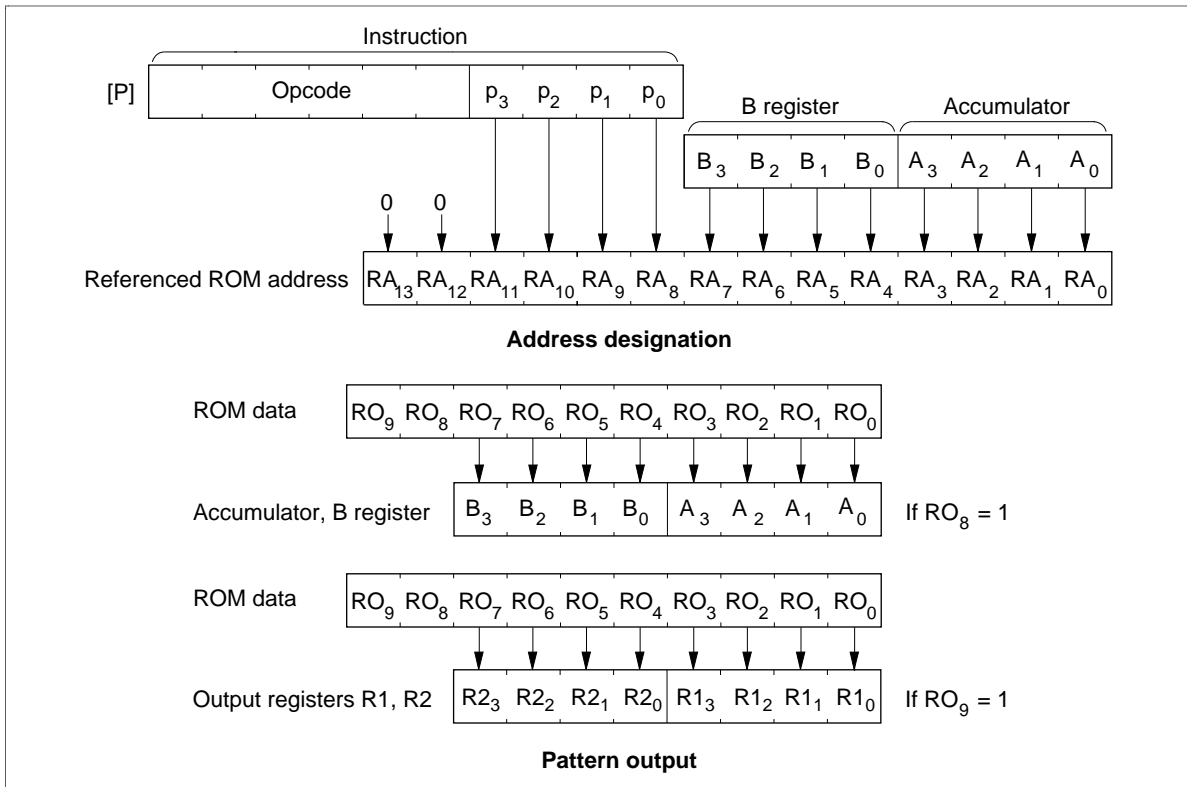 Instruction
[P] Opcode p3 p2 p1 p0
B register Accumulator
B3 B2 B1 B0 A3 A2 A1 A0
0 0
Referenced ROM address RA13 RA12 RA11 RA10 RA9 RA8 RA7 RA6 RA5 RA4 RA3 RA2 RA1 RA0
Address designation
ROM data RO9 RO8 RO7 RO6 RO5 RO4 RO3 RO2 RO1 RO0
Accumulator, B register B3 B2 B1 B0 A3 A2 A1 A0 If RO8 = 1
ROM data RO9 RO8 RO7 RO6 RO5 RO4 RO3 RO2 RO1 RO0
Output registers R1, R2 R23 R22 R21 R20 R13 R12 R11 R10 If RO9 = 1
Pattern output